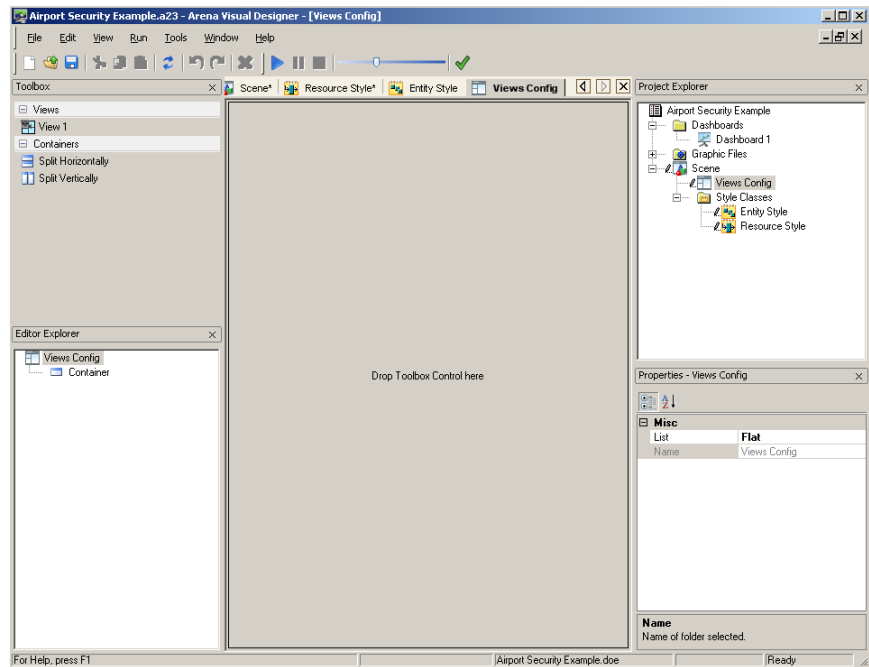 Airport Security Example.a23 - Arena Visual Designer - [Views Config]
File Edit View Run Tools Window Help
Toolbox
Views
View 1
Containers
Split Horizontally
Split Vertically
Editor Explorer
Views Config
Container
Scene* Resource Style* Entity Style Views Config
Drop Toolbox Control here
Project Explorer
Airport Security Example
Dashboards
Dashboard 1
Graphic Files
Scene
Views Config
Style Classes
Entity Style
Resource Style
Properties - Views Config
Misc
List Flat
Name Views Config
Name
Name of folder selected.
For Help, press F1 Airport Security Example.doe Ready